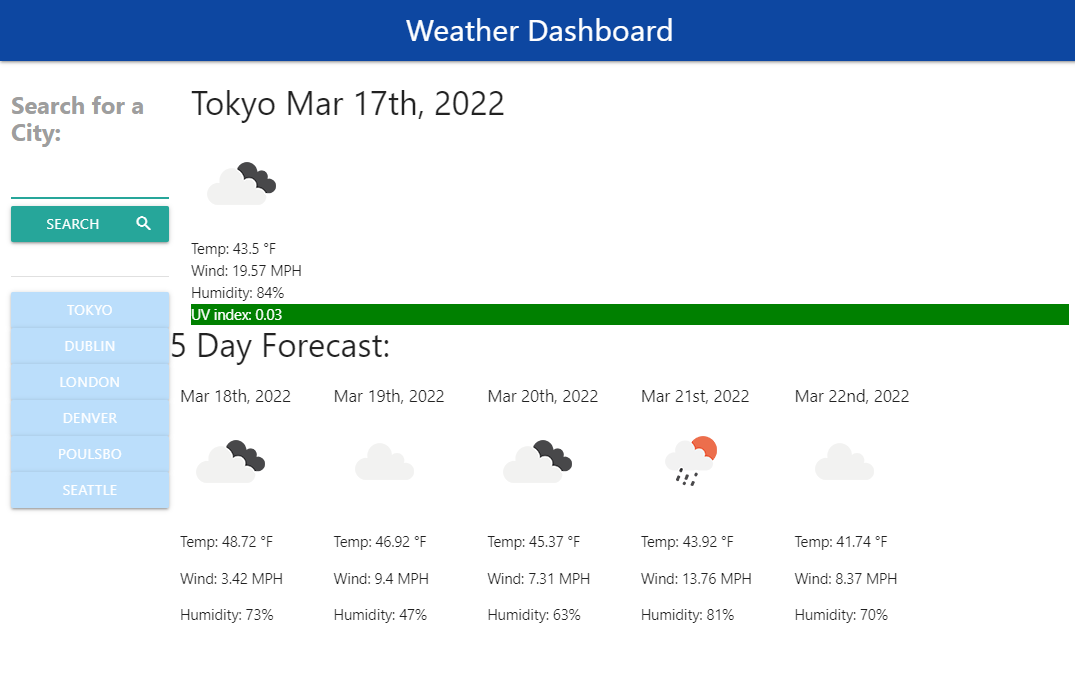 Weather Dashboard
Search for a
City:
SEARCH
TOKYO
DUBLIN
LONDON
DENVER
POULSBO
SEATTLE
Tokyo Mar 17th, 2022
Temp: 43.5 °F
Wind: 19.57 MPH
Humidity: 84%
UV index: 0.03
5 Day Forecast:
Mar 18th, 2022
Temp: 48.72 °F
Wind: 3.42 MPH
Humidity: 73%
Mar 19th, 2022
Temp: 46.92 °F
Wind: 9.4 MPH
Humidity: 47%
Mar 20th, 2022
Temp: 45.37 °F
Wind: 7.31 MPH
Humidity: 63%
Mar 21st, 2022
Temp: 43.92 °F
Wind: 13.76 MPH
Humidity: 81%
Mar 22nd, 2022
Temp: 41.74 °F
Wind: 8.37 MPH
Humidity: 70%